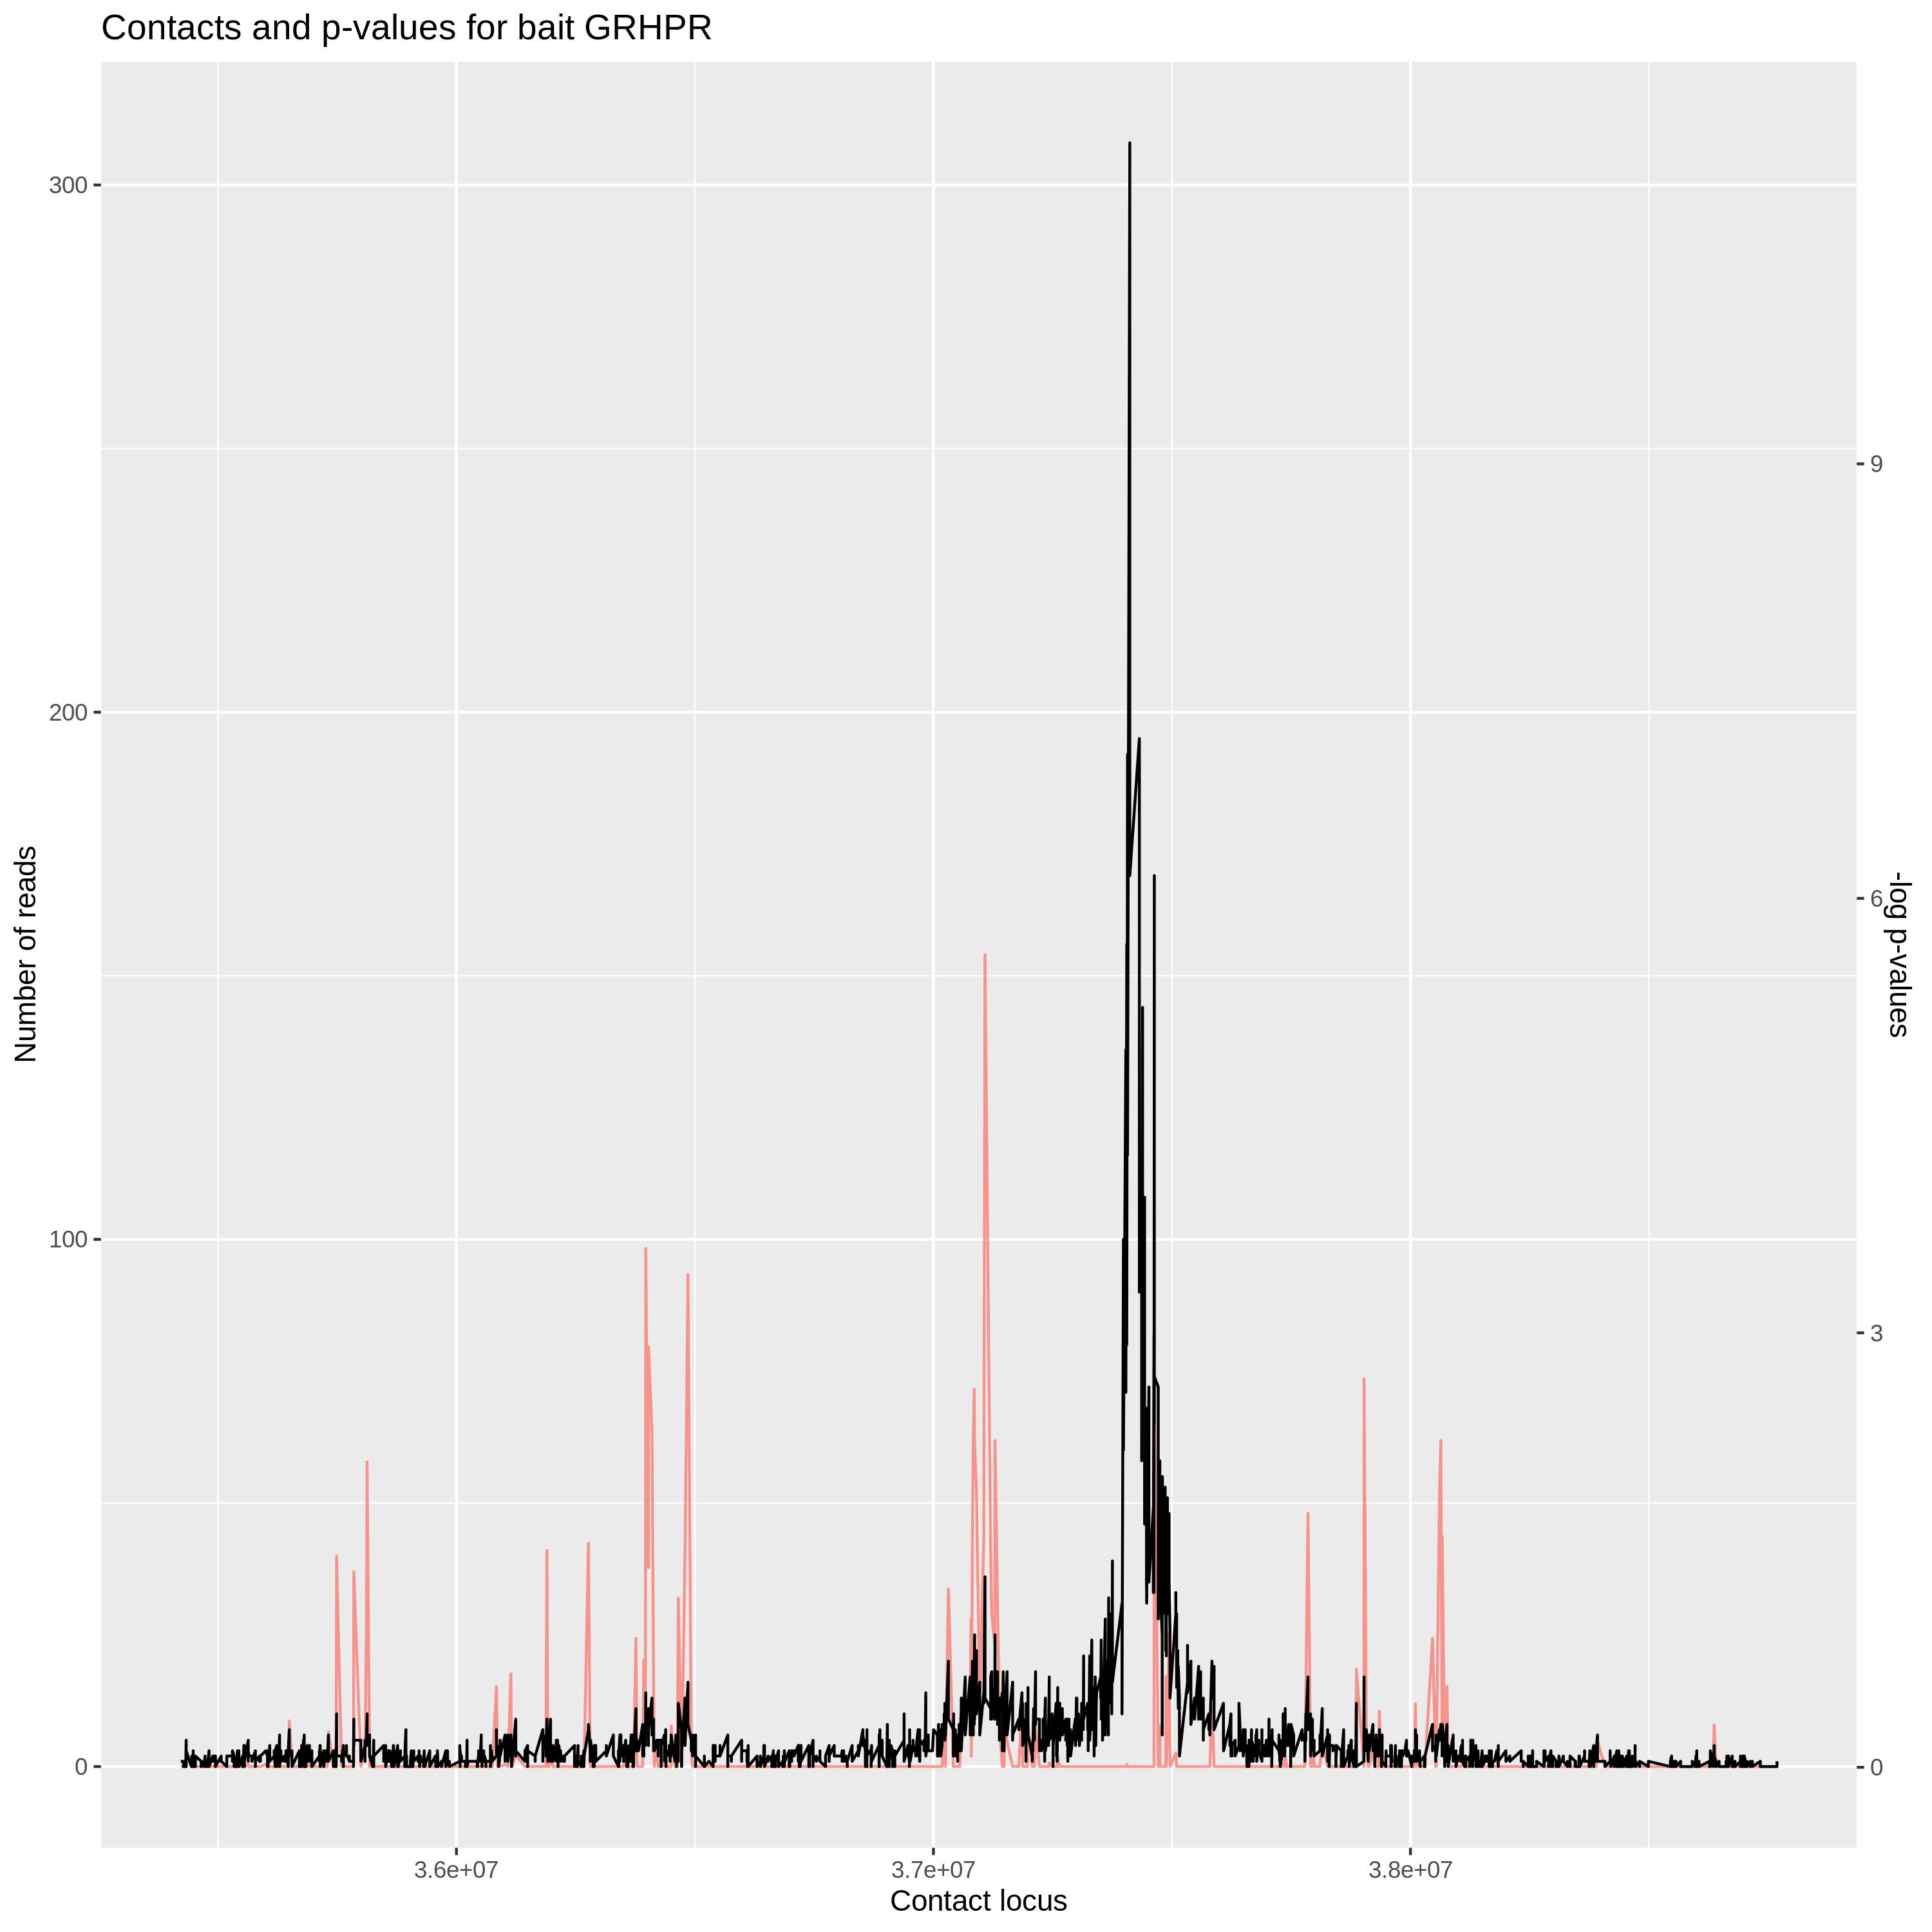 Contacts and p-values for bait GRHPR
300
200
100
0
Number of reads
9
6
3
0
-log p-values
3.6e+07 3.7e+07 3.8e+07
Contact locus